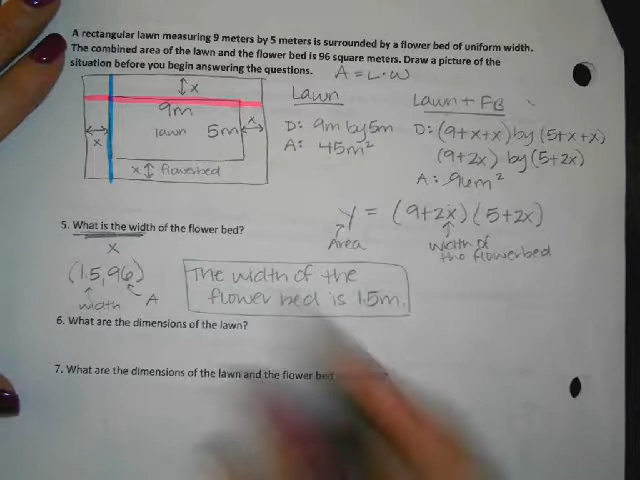 A rectangular lawn measuring 9 meters by 5 meters is surrounded by a flower bed of uniform width.
The combined area of the lawn and the flower bed is 96 square meters. Draw a picture of the
situation before you begin answering the questions. A = L·W
x
9m
lawn 5m x
x
x flowerbed
Lawn
D: 9m by 5m
A: 45m²
Lawn + FB
D: (9+x+x) by (5+x+x)
(9+2x) by (5+2x)
A: 96m²
y = (9+2x)(5+2x)
Area
width of
the flowerbed
5. What is the width of the flower bed?
x
(1.5, 96)
width A
The width of the
flower bed is 1.5m.
6. What are the dimensions of the lawn?
7. What are the dimensions of the lawn and the flower bed